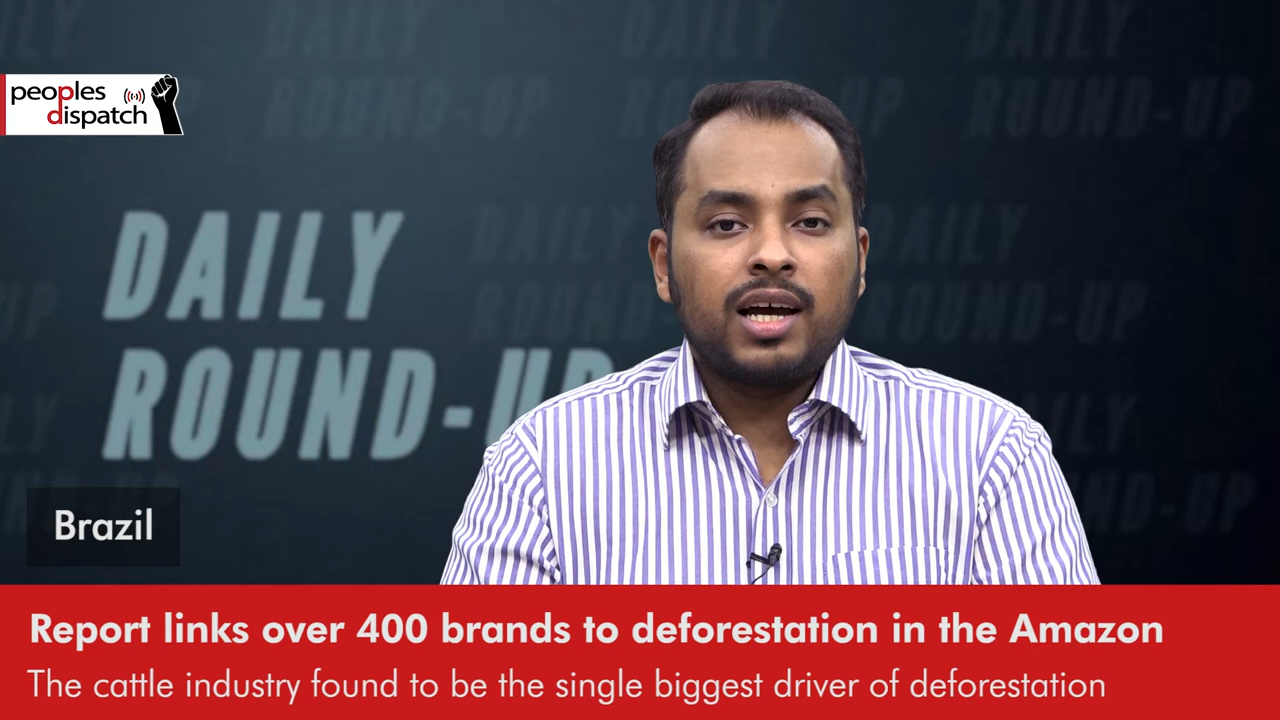 peoples
dispatch
DAILY
ROUND-UP
Brazil
Report links over 400 brands to deforestation in the Amazon
The cattle industry found to be the single biggest driver of deforestation